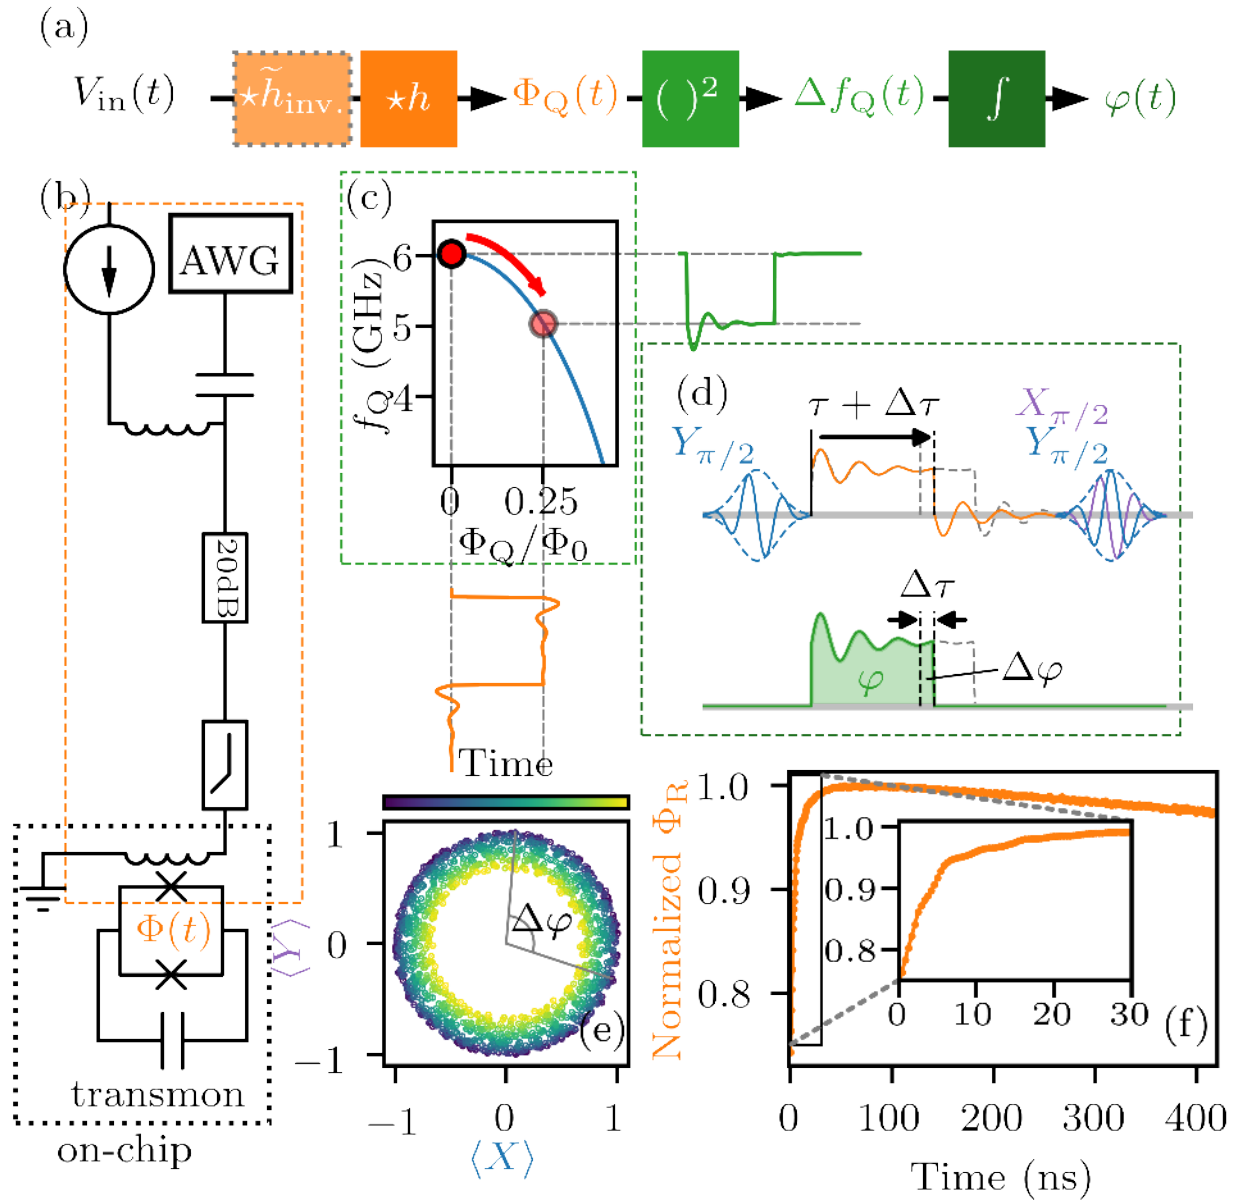 (a)
V_in(t) ⋆h̃_inv. ⋆h Φ_Q(t) ( )² Δf_Q(t) ∫ φ(t)
(b)
AWG
20dB
Φ(t)
transmon
on-chip
(c)
f_Q (GHz)
6
5
4
0 0.25
Φ_Q/Φ_0
Time
(d)
τ + Δτ
Y_π/2
X_π/2
Y_π/2
Δτ
φ
Δφ
⟨Y⟩
1
0
−1
Δφ
(e)
−1 0 1
⟨X⟩
Normalized Φ_R
1.0
0.9
0.8
1.0
0.9
0.8
0 10 20 30
(f)
0 100 200 300 400
Time (ns)